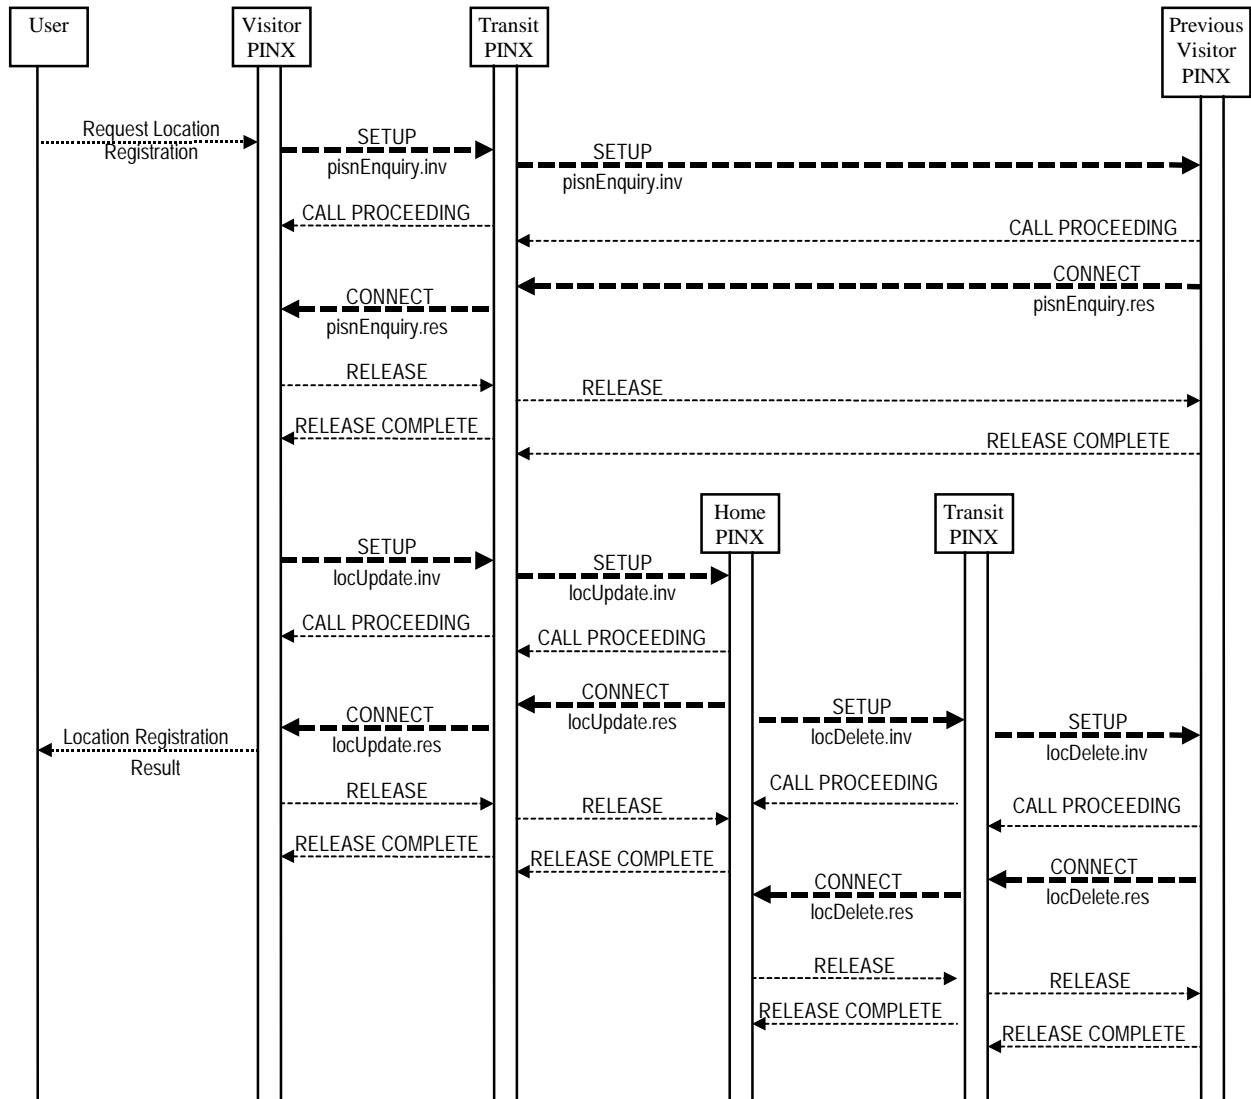 User
Visitor
PINX
Transit
PINX
Previous
Visitor
PINX
Request Location
Registration
SETUP
pisnEnquiry.inv
SETUP
pisnEnquiry.inv
CALL PROCEEDING
CALL PROCEEDING
CONNECT
pisnEnquiry.res
CONNECT
pisnEnquiry.res
RELEASE
RELEASE
RELEASE COMPLETE
RELEASE COMPLETE
Home
PINX
Transit
PINX
SETUP
locUpdate.inv
SETUP
locUpdate.inv
CALL PROCEEDING
CALL PROCEEDING
CONNECT
locUpdate.res
SETUP
locDelete.inv
CONNECT
locUpdate.res
SETUP
locDelete.inv
Location Registration
Result
RELEASE
CALL PROCEEDING
RELEASE
CALL PROCEEDING
RELEASE COMPLETE
RELEASE COMPLETE
CONNECT
locDelete.res
CONNECT
locDelete.res
RELEASE
RELEASE
RELEASE COMPLETE
RELEASE COMPLETE